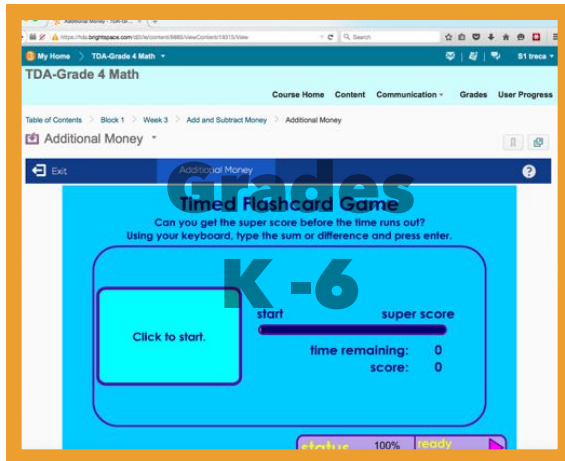 Additional Money - TDA-Gr...
https://tda.brightspace.com/d2l/le/content/9865/viewContent/19315/View
Search
My Home
TDA-Grade 4 Math
S1 treca
TDA-Grade 4 Math
Course Home Content Communication Grades User Progress
Table of Contents > Block 1 > Week 3 > Add and Subtract Money > Additional Money
Additional Money
Exit
Additional Money
?
Grades
Timed Flashcard Game
Can you get the super score before the time runs out?
Using your keyboard, type the sum or difference and press enter.
K -6
start super score
Click to start.
time remaining: 0
score: 0
status 100% ready